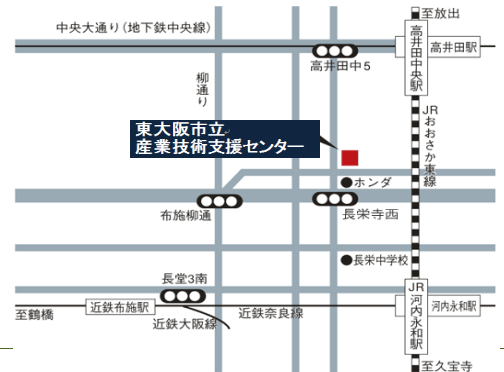 至放出
中央大通り(地下鉄中央線)
高井田中央駅
高井田駅
高井田中5
柳通り
JRおおさか東線
東大阪市立
産業技術支援センター
ホンダ
布施柳通
長栄寺西
長栄中学校
長堂3南
JR河内永和駅
近鉄布施駅
河内永和駅
至鶴橋
近鉄大阪線
近鉄奈良線
至久宝寺